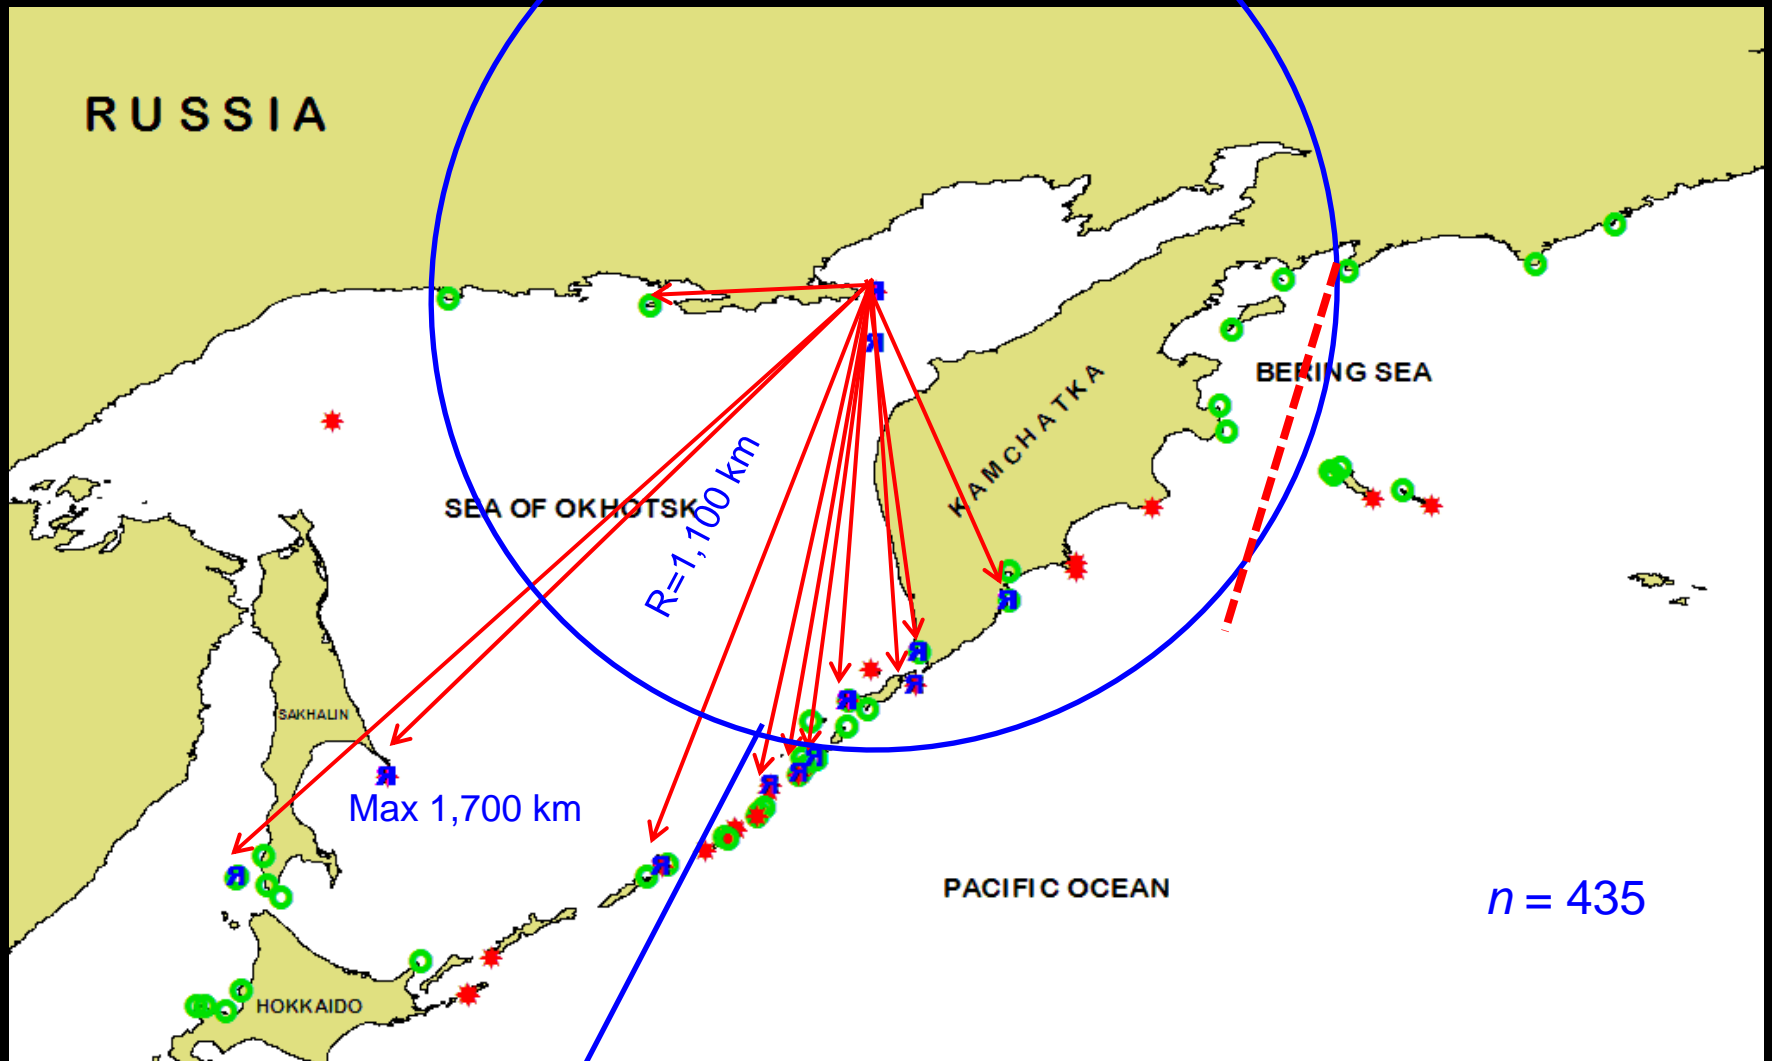 RUSSIA
BERING SEA
KAMCHATKA
SEA OF OKHOTSK
R=1,100 km
SAKHALIN
Max 1,700 km
PACIFIC OCEAN
n = 435
HOKKAIDO
Я
Я
Я
Я
Я
Я
Я
Я
Я
Я
Я
Я